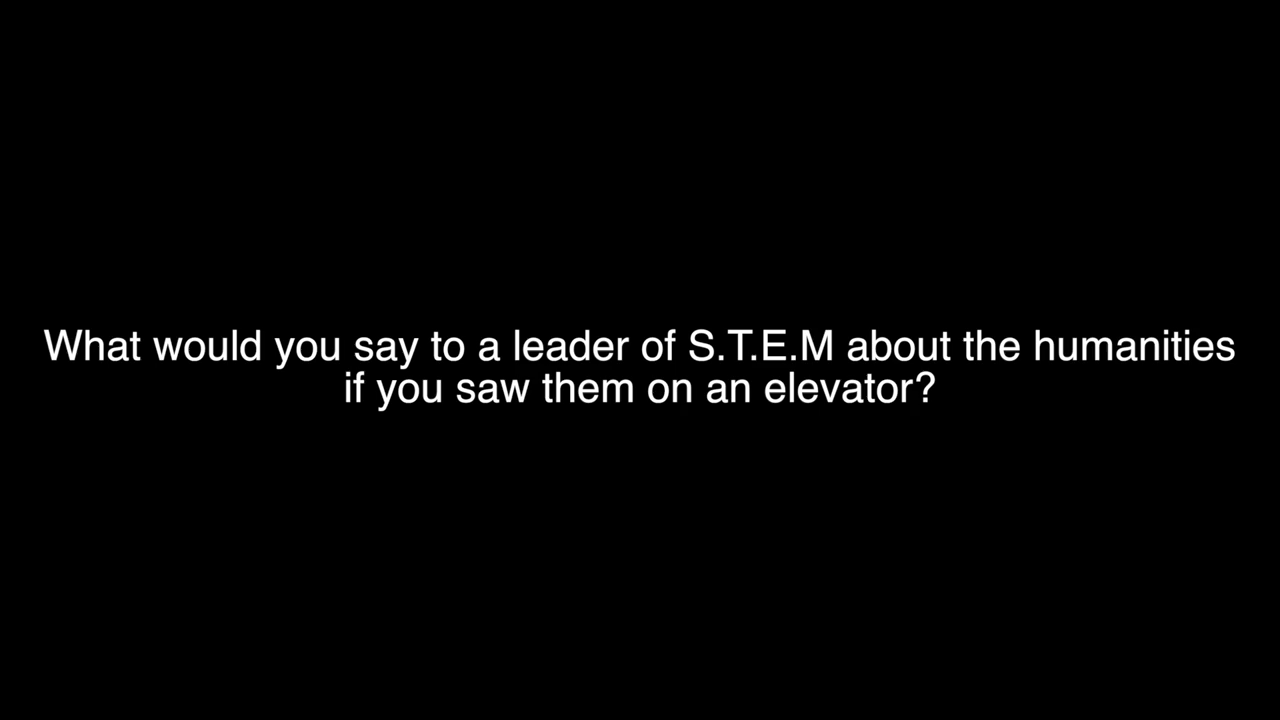 What would you say to a leader of S.T.E.M about the humanities
if you saw them on an elevator?